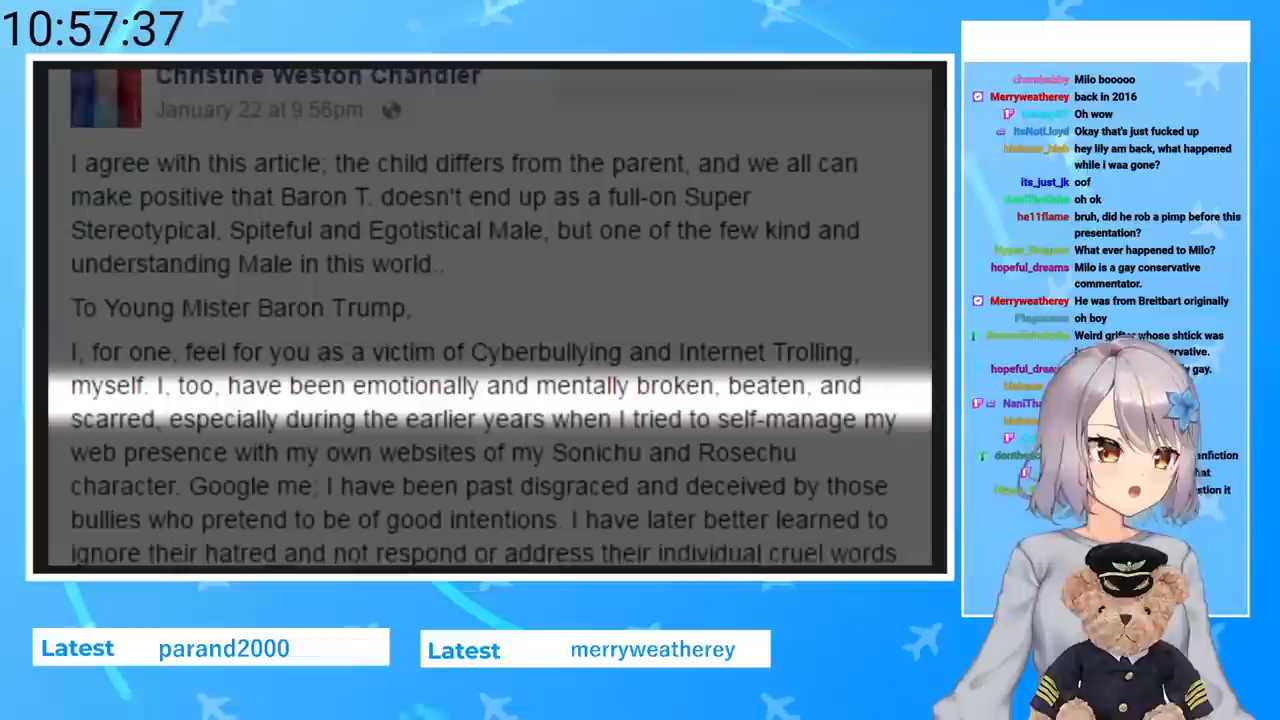 10:57:37
Christine Weston Chandler
January 22 at 9:56pm
I agree with this article; the child differs from the parent, and we all can
make positive that Baron T. doesn't end up as a full-on Super
Stereotypical, Spiteful and Egotistical Male, but one of the few kind and
understanding Male in this world..
To Young Mister Baron Trump,
I, for one, feel for you as a victim of Cyberbullying and Internet Trolling,
myself. I, too, have been emotionally and mentally broken, beaten, and
scarred, especially during the earlier years when I tried to self-manage my
web presence with my own websites of my Sonichu and Rosechu
character. Google me; I have been past disgraced and deceived by those
bullies who pretend to be of good intentions. I have later better learned to
ignore their hatred and not respond or address their individual cruel words
Milo booooo
Merryweatherey back in 2016
Oh wow
ItsNotLloyd Okay that's just fucked up
hey lily am back, what happened
while i waa gone?
its_just_jk oof
oh ok
he11flame bruh, did he rob a pimp before this
presentation?
What ever happened to Milo?
hopeful_dreams Milo is a gay conservative
commentator.
Merryweatherey He was from Breitbart originally
oh boy
Weird grifter whose shtick was
ervative.
gay.
NaniTha
anfiction
Latest parand2000
Latest merryweatherey